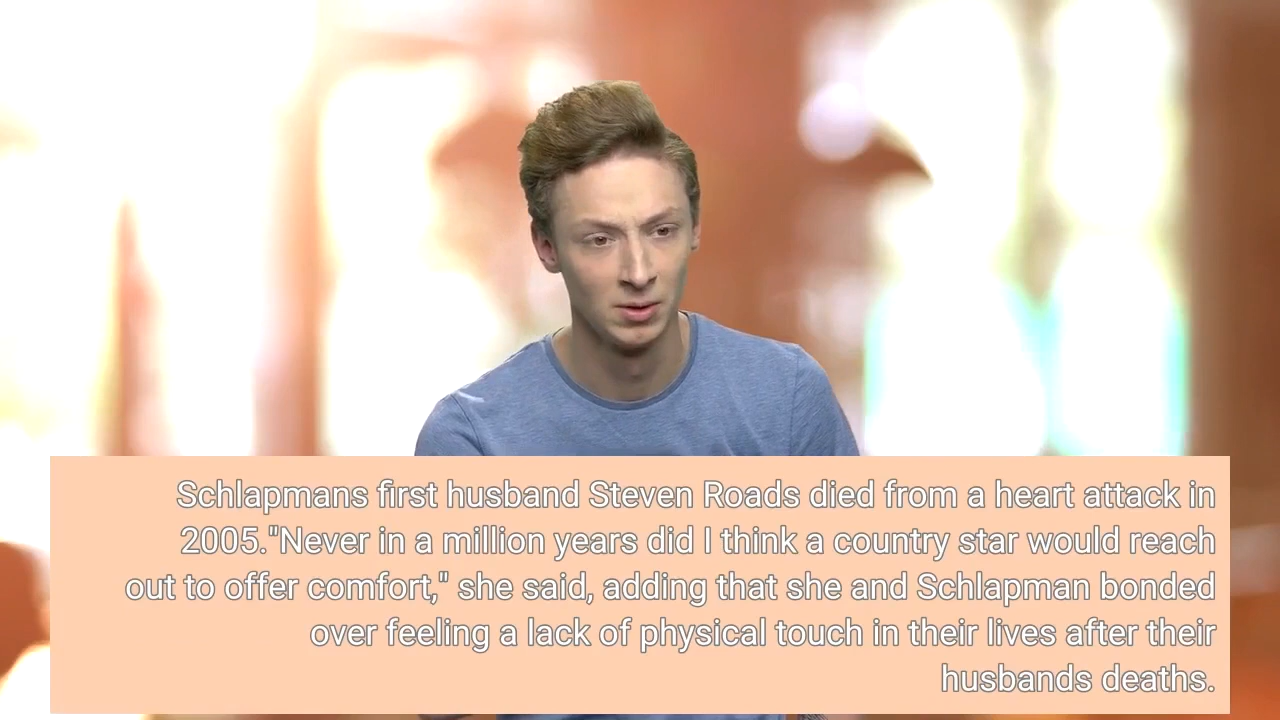 Schlapmans first husband Steven Roads died from a heart attack in
2005."Never in a million years did I think a country star would reach
out to offer comfort," she said, adding that she and Schlapman bonded
over feeling a lack of physical touch in their lives after their
husbands deaths.